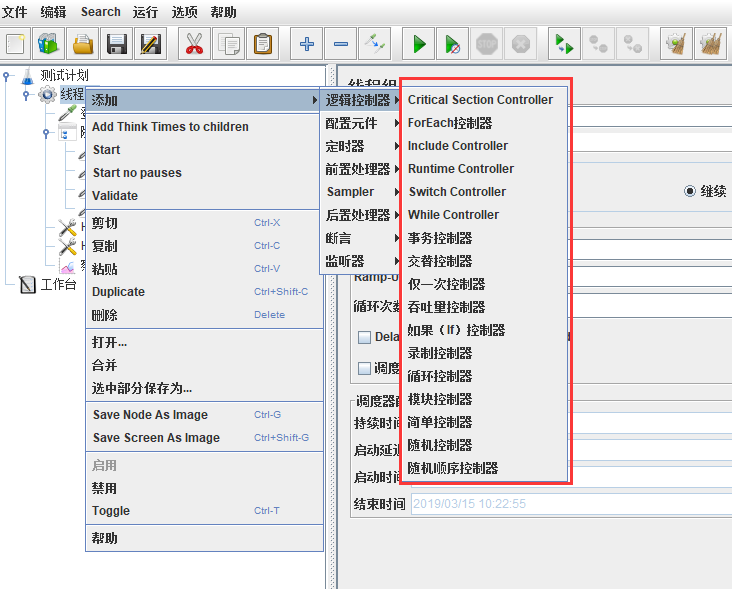 文件 编辑 Search 运行 选项 帮助
测试计划
线程
工作台
添加
Add Think Times to children
Start
Start no pauses
Validate
剪切 Ctrl-X
复制 Ctrl-C
粘贴 Ctrl-V
Duplicate Ctrl+Shift-C
删除 Delete
打开...
合并
选中部分保存为...
Save Node As Image Ctrl-G
Save Screen As Image Ctrl+Shift-G
启用
禁用
Toggle Ctrl-T
帮助
逻辑控制器
配置元件
定时器
前置处理器
Sampler
后置处理器
断言
监听器
Critical Section Controller
ForEach控制器
Include Controller
Runtime Controller
Switch Controller
While Controller
事务控制器
交替控制器
仅一次控制器
吞吐量控制器
如果（If）控制器
录制控制器
循环控制器
模块控制器
简单控制器
随机控制器
随机顺序控制器
线程组
继续
Ramp-U
循环次数
Dela
调度
调度器
持续时间
启动延迟
启动时间
结束时间 2019/03/15 10:22:55